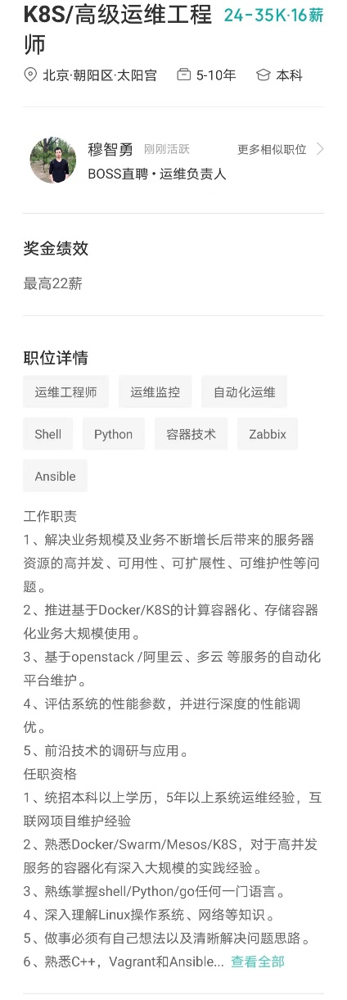 K8S/高级运维工程师 24-35K·16薪
北京·朝阳区·太阳宫 5-10年 本科
穆智勇 刚刚活跃 更多相似职位
BOSS直聘·运维负责人
奖金绩效
最高22薪
职位详情
运维工程师 运维监控 自动化运维
Shell Python 容器技术 Zabbix
Ansible
工作职责
1、解决业务规模及业务不断增长后带来的服务器
资源的高并发、可用性、可扩展性、可维护性等问
题。
2、推进基于Docker/K8S的计算容器化、存储容器
化业务大规模使用。
3、基于openstack /阿里云、多云 等服务的自动化
平台维护。
4、评估系统的性能参数，并进行深度的性能调
优。
5、前沿技术的调研与应用。
任职资格
1、统招本科以上学历，5年以上系统运维经验，互
联网项目维护经验
2、熟悉Docker/Swarm/Mesos/K8S，对于高并发
服务的容器化有深入大规模的实践经验。
3、熟练掌握shell/Python/go任何一门语言。
4、深入理解Linux操作系统、网络等知识。
5、做事必须有自己想法以及清晰解决问题思路。
6、熟悉C++，Vagrant和Ansible... 查看全部